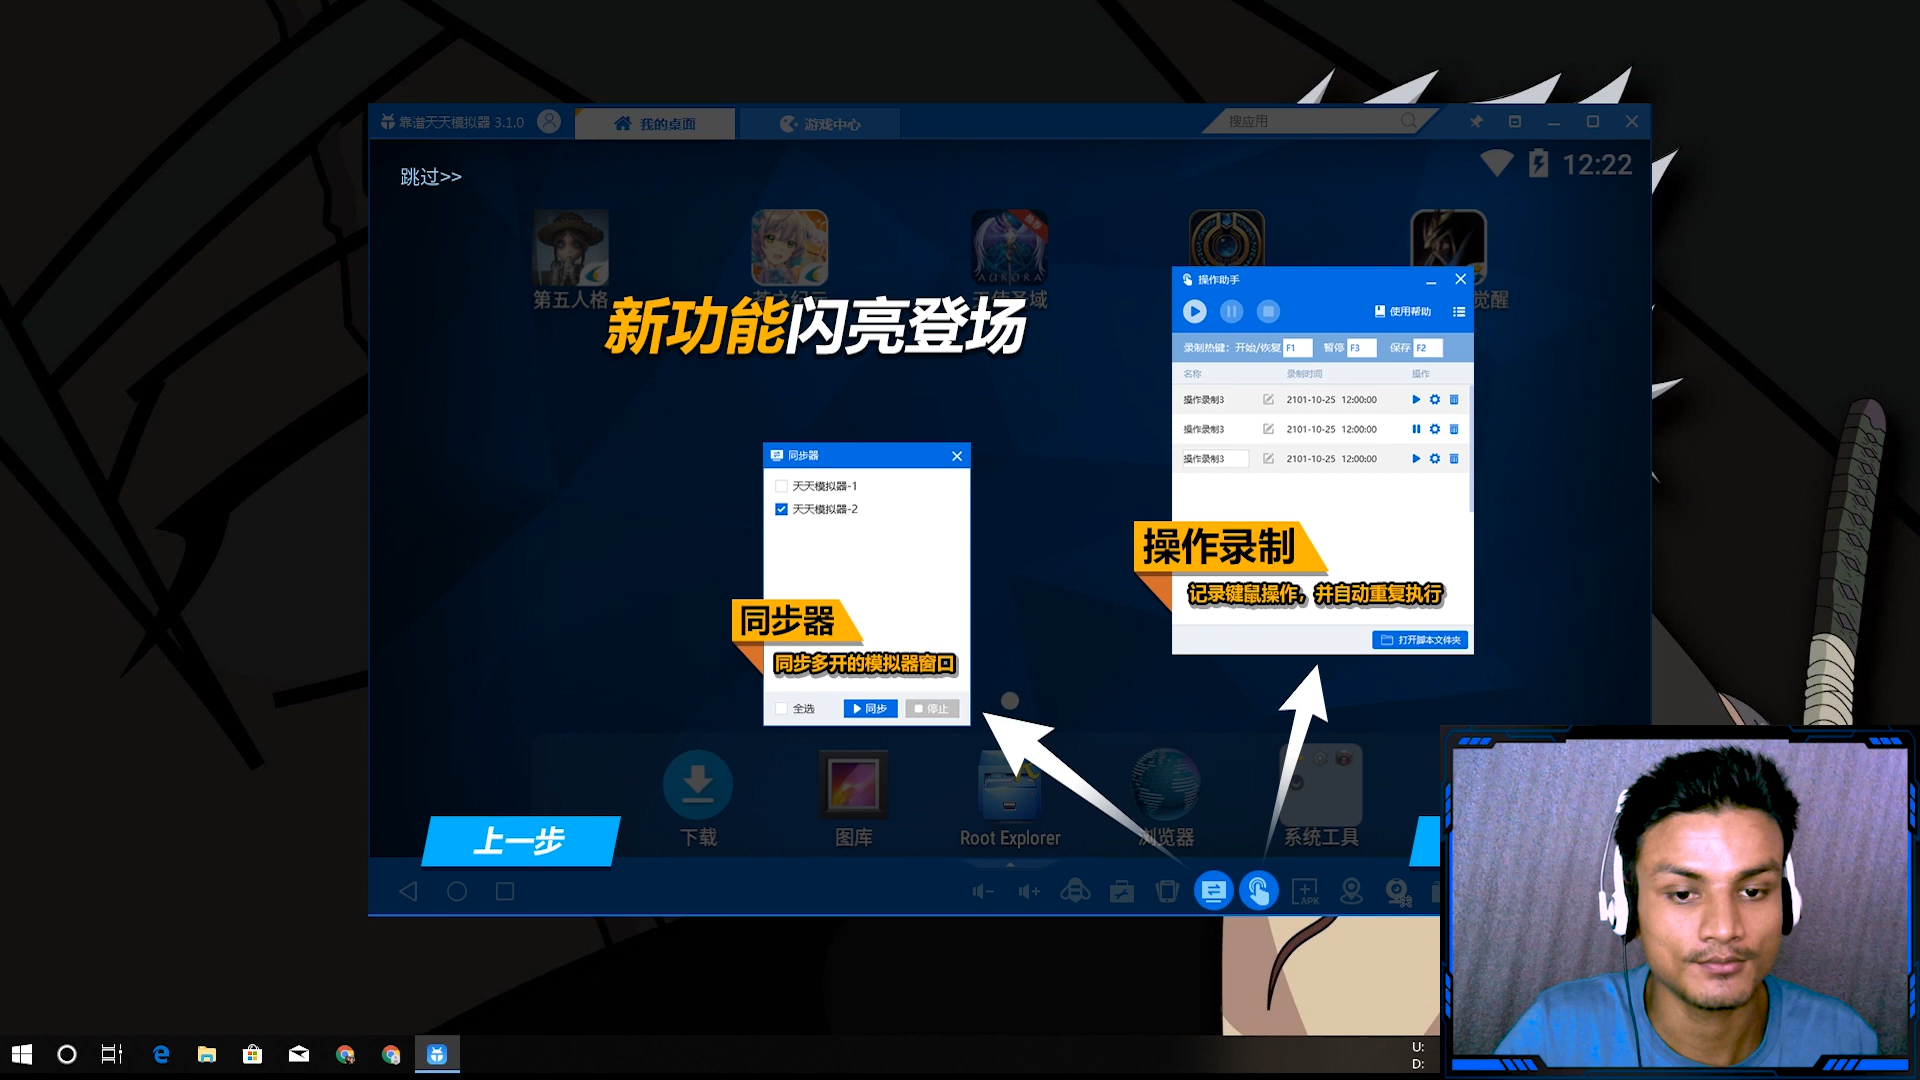 靠谱天天模拟器 3.1.0
我的桌面
游戏中心
搜应用
跳过>>
12:22
AURORA
第五人格
新功能闪亮登场
觉醒
操作助手
使用帮助
录制热键: 开始/恢复 F1 暂停 F3 保存 F2
名称 录制时间 操作
操作录制3 2101-10-25 12:00:00
操作录制3 2101-10-25 12:00:00
操作录制3 2101-10-25 12:00:00
同步器
天天模拟器-1
天天模拟器-2
操作录制
记录键鼠操作，并自动重复执行
打开脚本文件夹
同步器
同步多开的模拟器窗口
全选 同步 停止
上一步
下载
图库
Root Explorer
浏览器
系统工具
APK
U:
D: